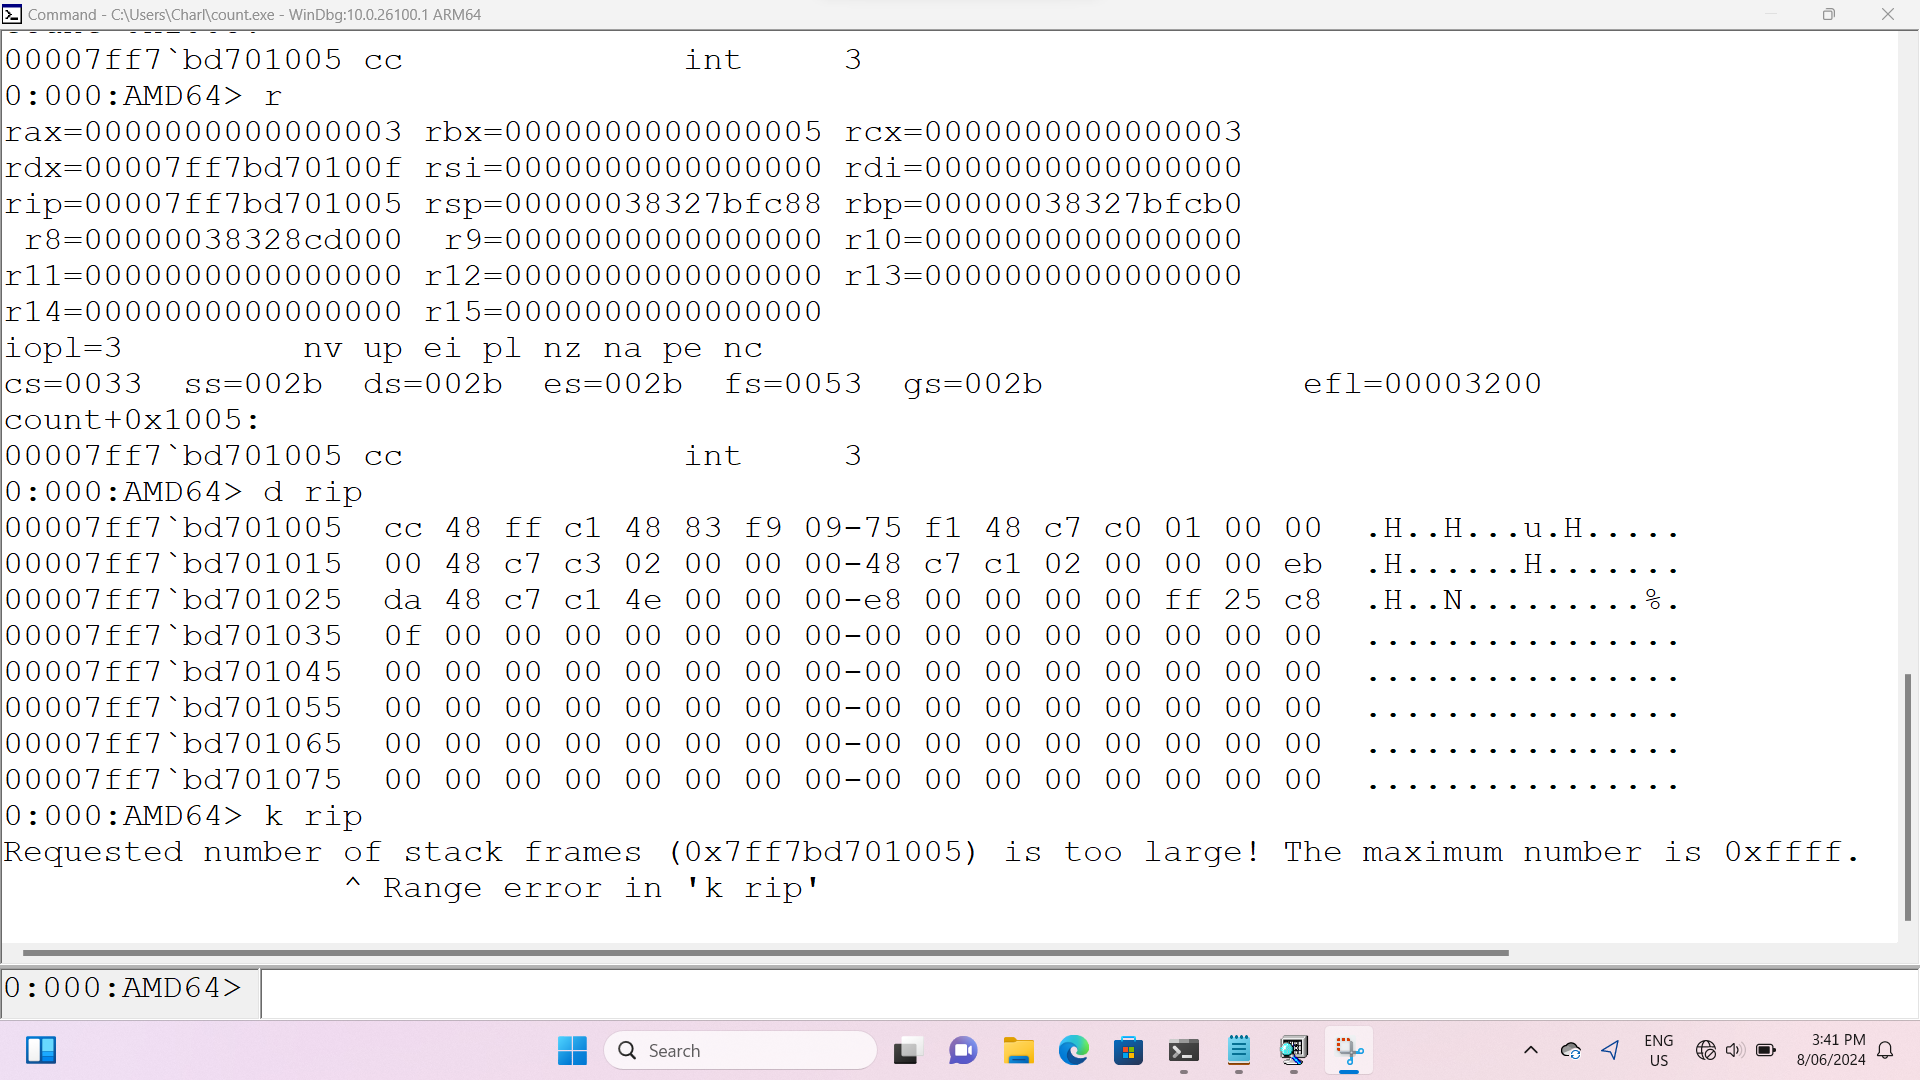 Command - C:\Users\Charl\count.exe - WinDbg:10.0.26100.1 ARM64
00007ff7`bd701005 cc              int     3
0:000:AMD64> r
rax=0000000000000003 rbx=0000000000000005 rcx=0000000000000003
rdx=00007ff7bd70100f rsi=0000000000000000 rdi=0000000000000000
rip=00007ff7bd701005 rsp=00000038327bfc88 rbp=00000038327bfcb0
 r8=00000038328cd000  r9=0000000000000000 r10=0000000000000000
r11=0000000000000000 r12=0000000000000000 r13=0000000000000000
r14=0000000000000000 r15=0000000000000000
iopl=3         nv up ei pl nz na pe nc
cs=0033  ss=002b  ds=002b  es=002b  fs=0053  gs=002b             efl=00003200
count+0x1005:
00007ff7`bd701005 cc              int     3
0:000:AMD64> d rip
00007ff7`bd701005  cc 48 ff c1 48 83 f9 09-75 f1 48 c7 c0 01 00 00  .H..H...u.H.....
00007ff7`bd701015  00 48 c7 c3 02 00 00 00-48 c7 c1 02 00 00 00 eb  .H......H.......
00007ff7`bd701025  da 48 c7 c1 4e 00 00 00-e8 00 00 00 00 ff 25 c8  .H..N.........%.
00007ff7`bd701035  0f 00 00 00 00 00 00 00-00 00 00 00 00 00 00 00  ................
00007ff7`bd701045  00 00 00 00 00 00 00 00-00 00 00 00 00 00 00 00  ................
00007ff7`bd701055  00 00 00 00 00 00 00 00-00 00 00 00 00 00 00 00  ................
00007ff7`bd701065  00 00 00 00 00 00 00 00-00 00 00 00 00 00 00 00  ................
00007ff7`bd701075  00 00 00 00 00 00 00 00-00 00 00 00 00 00 00 00  ................
0:000:AMD64> k rip
Requested number of stack frames (0x7ff7bd701005) is too large! The maximum number is 0xffff.
                 ^ Range error in 'k rip'
0:000:AMD64>
Search
ENG
US
3:41 PM
8/06/2024